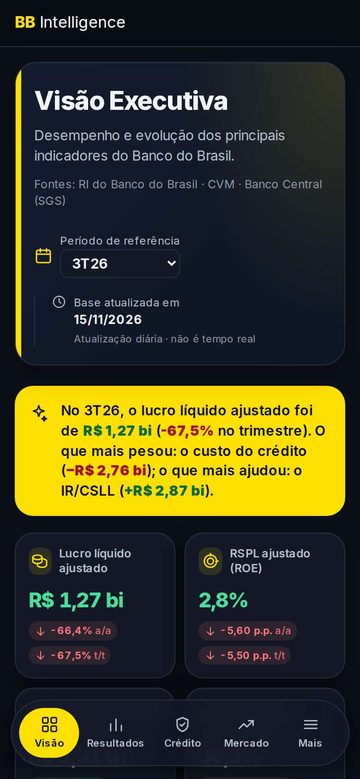 BB Intelligence
Visão Executiva
Desempenho e evolução dos principais
indicadores do Banco do Brasil.
Fontes: RI do Banco do Brasil · CVM · Banco Central
(SGS)
Período de referência
3T26
Base atualizada em
15/11/2026
Atualização diária · não é tempo real
No 3T26, o lucro líquido ajustado foi
de R$ 1,27 bi (-67,5% no trimestre). O
que mais pesou: o custo do crédito
(−R$ 2,76 bi); o que mais ajudou: o
IR/CSLL (+R$ 2,87 bi).
Lucro líquido
ajustado
R$ 1,27 bi
↓ -66,4% a/a
↓ -67,5% t/t
RSPL ajustado
(ROE)
2,8%
↓ -5,60 p.p. a/a
↓ -5,50 p.p. t/t
Visão
Resultados
Crédito
Mercado
Mais